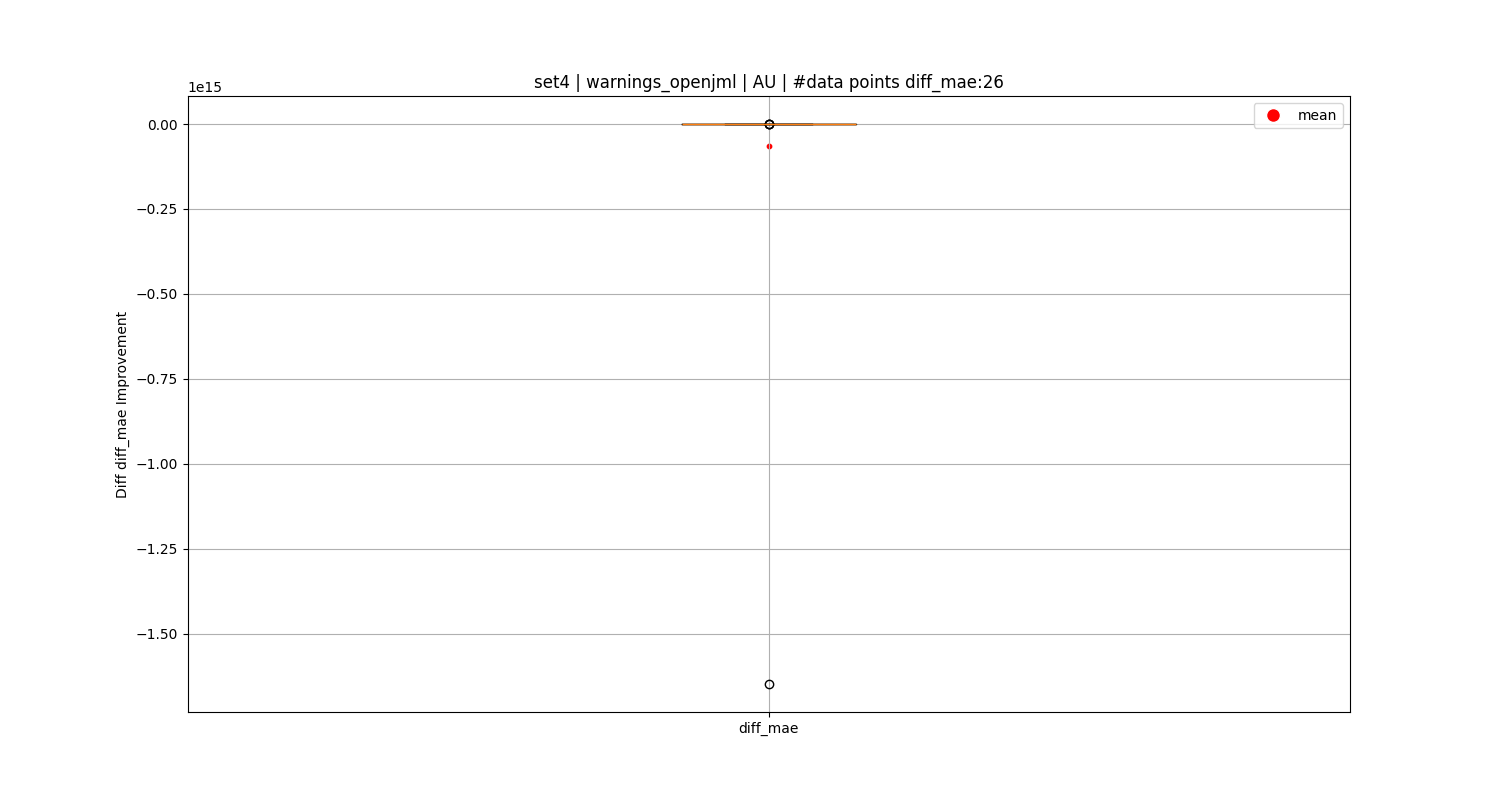 set4 | warnings_openjml | AU | #data points diff_mae:26
1e15
mean
0.00
−0.25
−0.50
−0.75
−1.00
−1.25
−1.50
Diff diff_mae Improvement
diff_mae